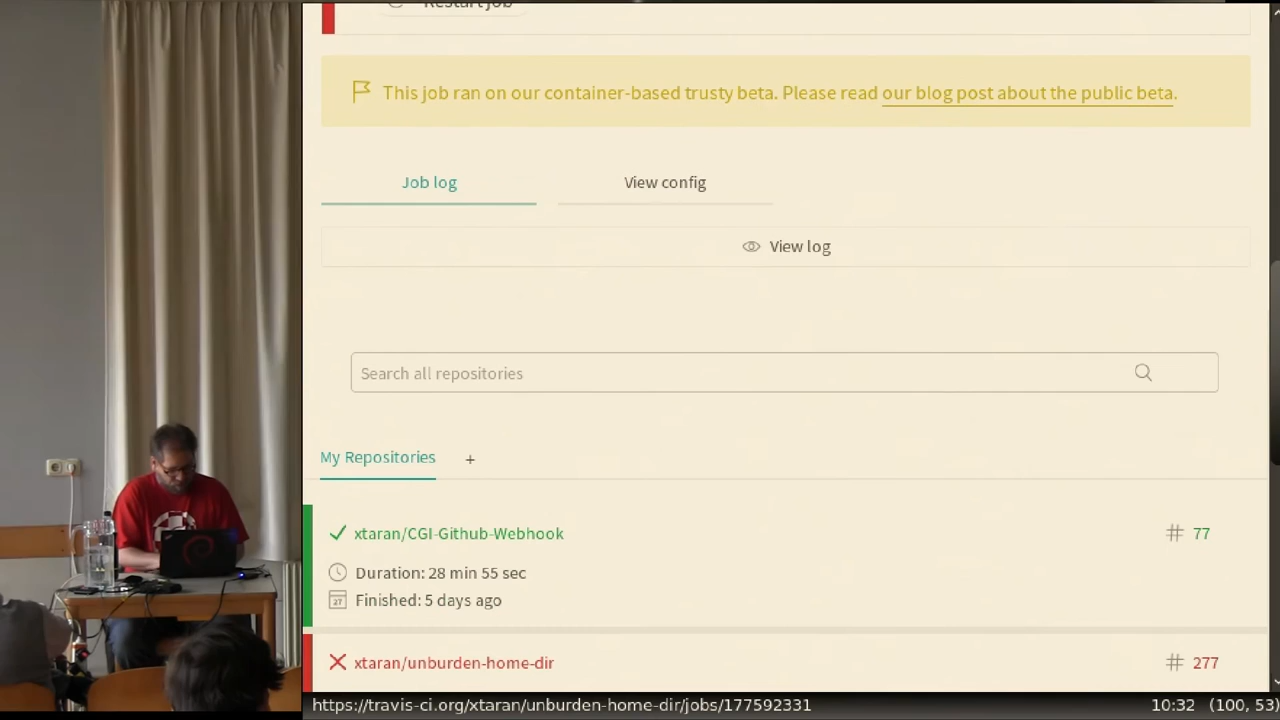 Restart job
This job ran on our container-based trusty beta. Please read our blog post about the public beta.
Job log
View config
View log
Search all repositories
My Repositories +
xtaran/CGI-Github-Webhook
# 77
Duration: 28 min 55 sec
27 Finished: 5 days ago
xtaran/unburden-home-dir
# 277
https://travis-ci.org/xtaran/unburden-home-dir/jobs/177592331
10:32 (100, 53)